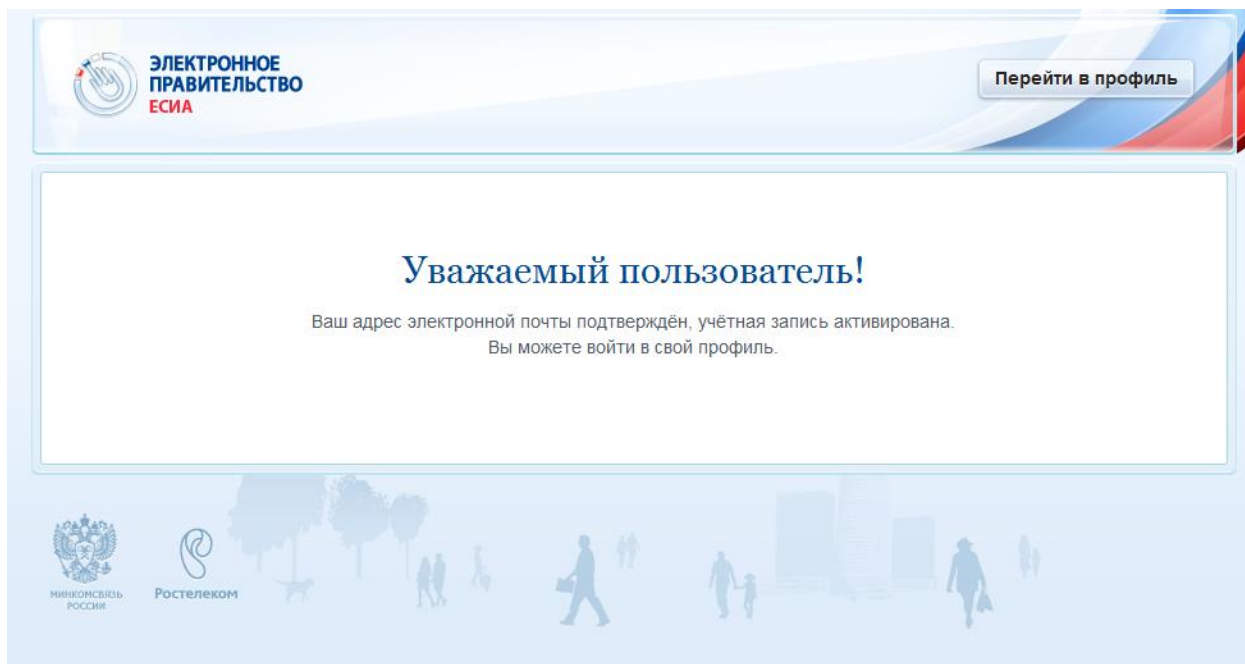 ЭЛЕКТРОННОЕ
ПРАВИТЕЛЬСТВО
ЕСИА
Перейти в профиль
Уважаемый пользователь!
Ваш адрес электронной почты подтверждён, учётная запись активирована.
Вы можете войти в свой профиль.
МИНКОМСВЯЗЬ
РОССИИ
Ростелеком